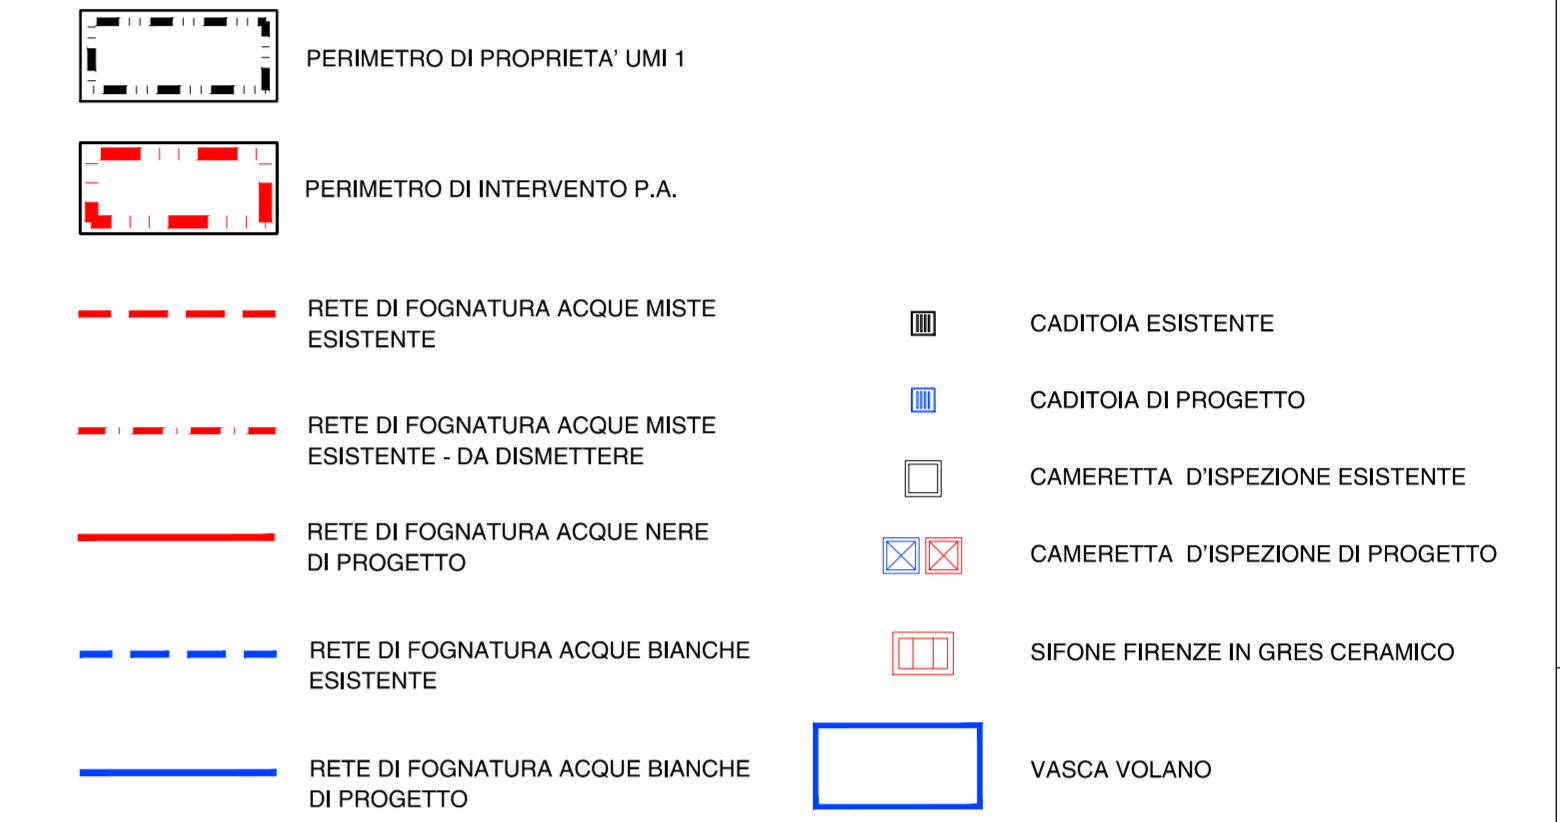 PERIMETRO DI PROPRIETA' UMI 1
PERIMETRO DI INTERVENTO P.A.
RETE DI FOGNATURA ACQUE MISTE
ESISTENTE
RETE DI FOGNATURA ACQUE MISTE
ESISTENTE - DA DISMETTERE
RETE DI FOGNATURA ACQUE NERE
DI PROGETTO
RETE DI FOGNATURA ACQUE BIANCHE
ESISTENTE
RETE DI FOGNATURA ACQUE BIANCHE
DI PROGETTO
CADITOIA ESISTENTE
CADITOIA DI PROGETTO
CAMERETTA D'ISPEZIONE ESISTENTE
CAMERETTA D'ISPEZIONE DI PROGETTO
SIFONE FIRENZE IN GRES CERAMICO
VASCA VOLANO